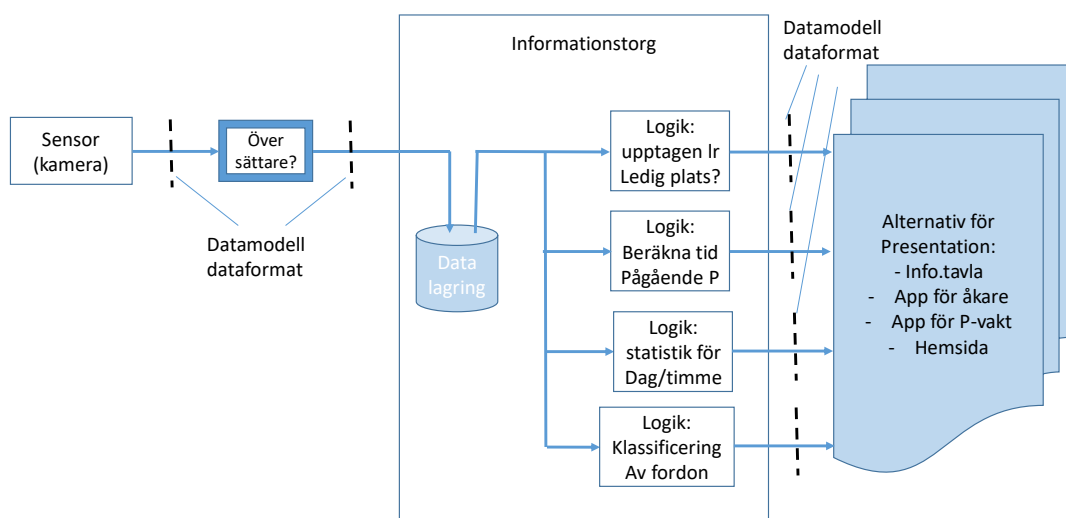 Informationstorg
Datamodell
dataformat
Sensor
(kamera)
Över
sättare?
Datamodell
dataformat
Data
lagring
Logik:
upptagen lr
Ledig plats?
Logik:
Beräkna tid
Pågående P
Logik:
statistik för
Dag/timme
Logik:
Klassificering
Av fordon
Alternativ för
Presentation:
- Info.tavla
- App för åkare
- App för P-vakt
- Hemsida